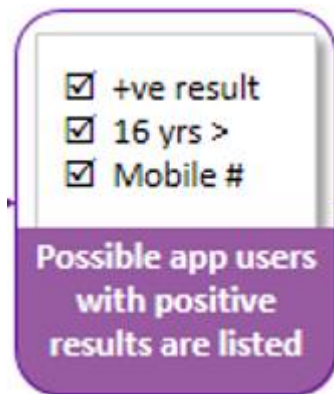 ☑ +ve result
☑ 16 yrs >
☑ Mobile #
Possible app users
with positive
results are listed